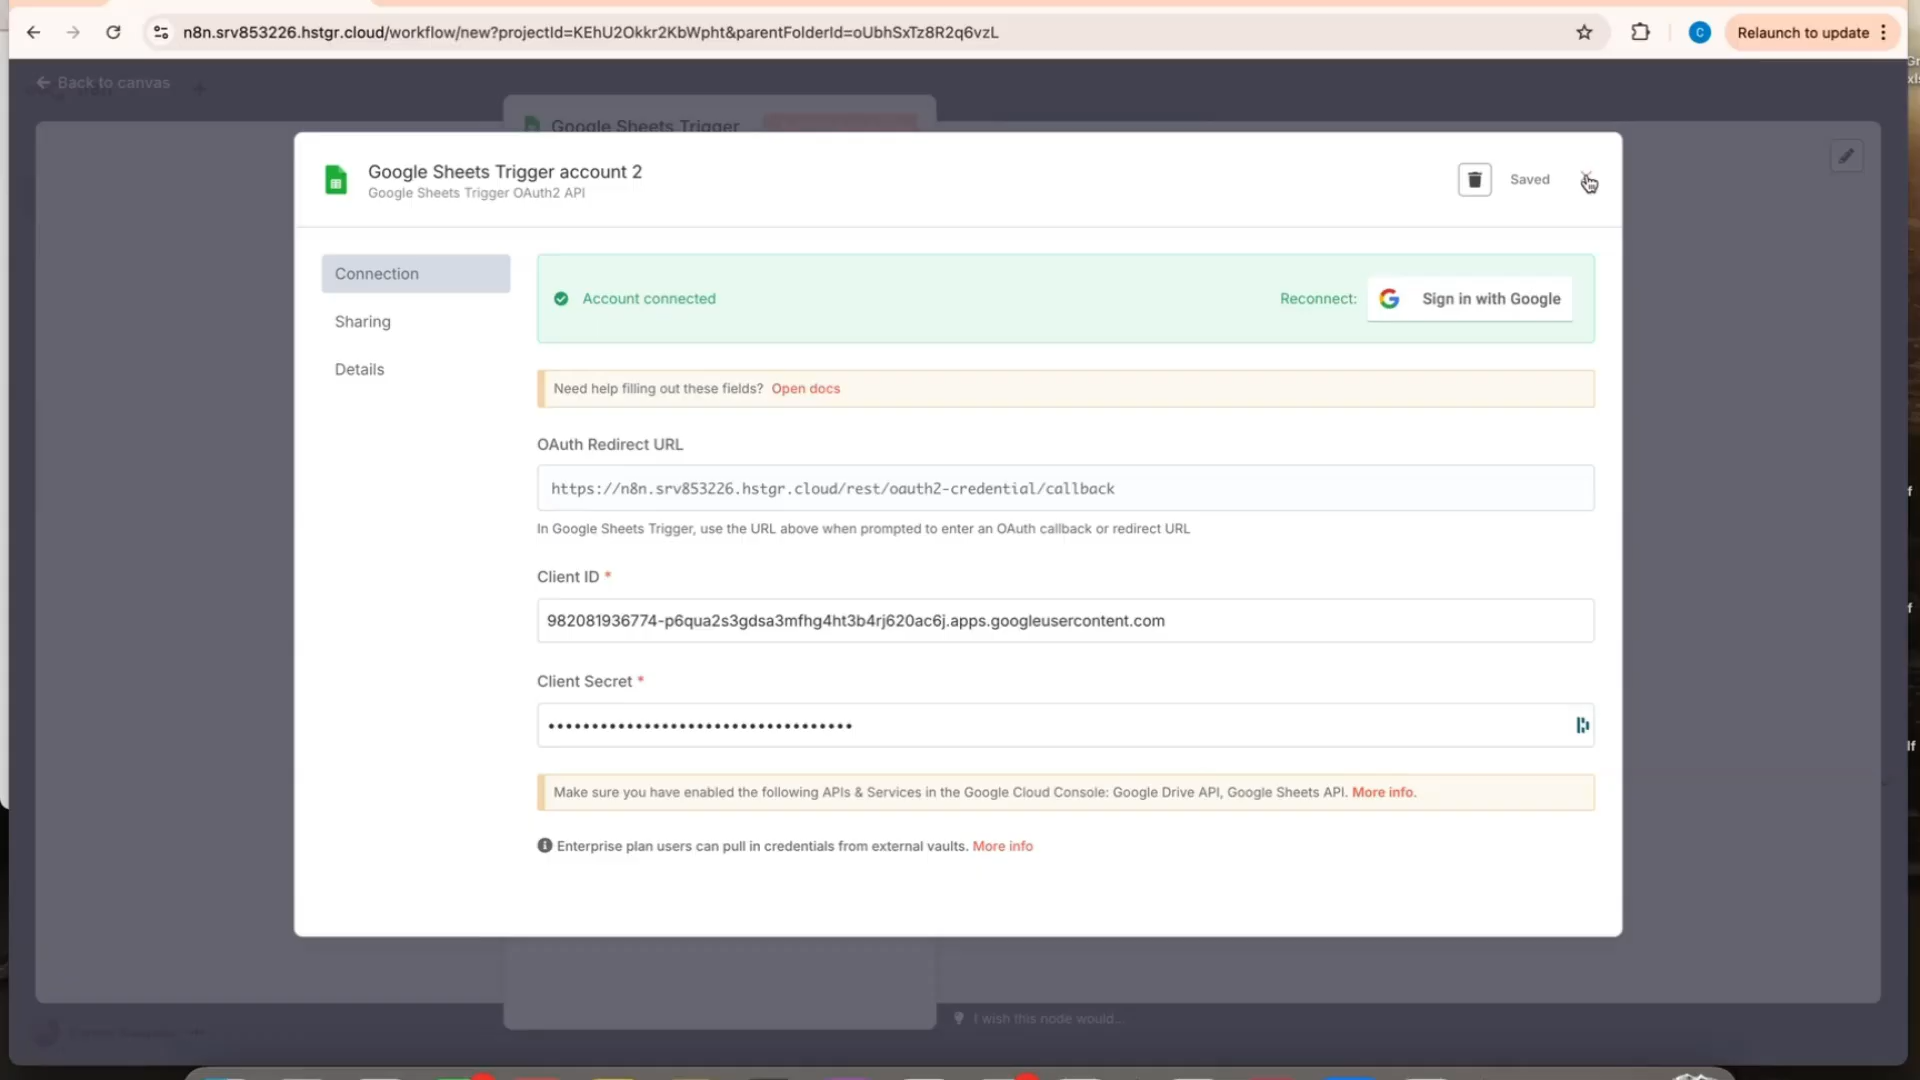 n8n.srv853226.hstgr.cloud/workflow/new?projectId=KEhU2Okkr2KbWpht&parentFolderId=oUbhSxTz8R2q6vzL
C
Relaunch to update
Back to canvas
Google Sheets Trigger
Google Sheets Trigger account 2
Google Sheets Trigger OAuth2 API
Saved
Connection
Sharing
Details
Account connected
Reconnect:
Sign in with Google
Need help filling out these fields? Open docs
OAuth Redirect URL
https://n8n.srv853226.hstgr.cloud/rest/oauth2-credential/callback
In Google Sheets Trigger, use the URL above when prompted to enter an OAuth callback or redirect URL
Client ID *
982081936774-p6qua2s3gdsa3mfhg4ht3b4rj620ac6j.apps.googleusercontent.com
Client Secret *
••••••••••••••••••••••••••••••••••
Make sure you have enabled the following APIs & Services in the Google Cloud Console: Google Drive API, Google Sheets API. More info.
Enterprise plan users can pull in credentials from external vaults. More info
I wish this node would...